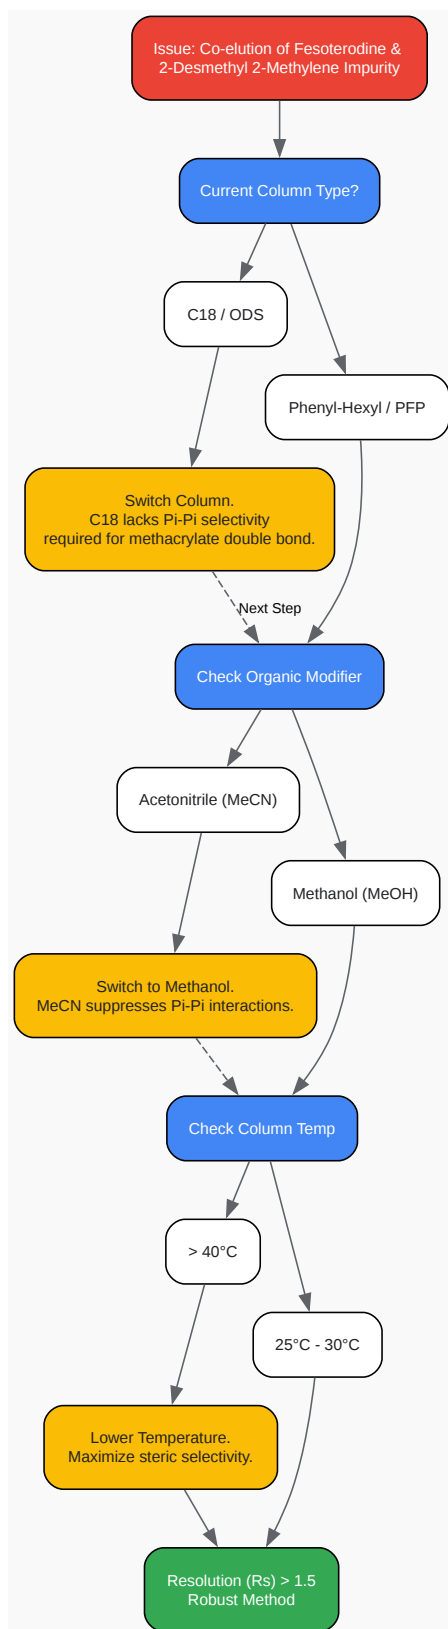 Issue: Co-elution of Fesoterodine &
2-Desmethyl 2-Methylene Impurity
Current Column Type?
C18 / ODS
Phenyl-Hexyl / PFP
Switch Column.
C18 lacks Pi-Pi selectivity
required for methacrylate double bond.
Next Step
Check Organic Modifier
Acetonitrile (MeCN)
Methanol (MeOH)
Switch to Methanol.
MeCN suppresses Pi-Pi interactions.
Check Column Temp
> 40°C
25°C - 30°C
Lower Temperature.
Maximize steric selectivity.
Resolution (Rs) > 1.5
Robust Method